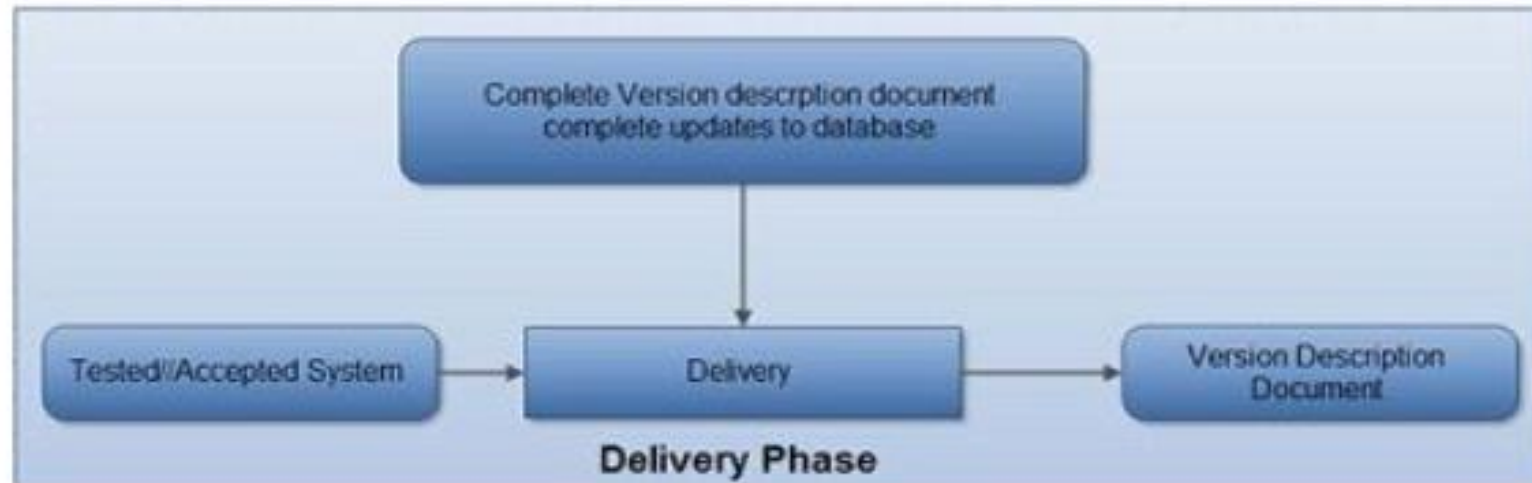 Complete Version descrption document
complete updates to database
Tested/Accepted System
Delivery
Version Description
Document
Delivery Phase